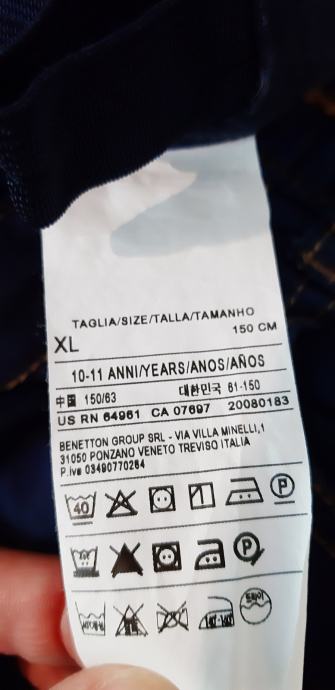 TAGLIA/SIZE/TALLA/TAMANHO
XL 150 CM
10-11 ANNI/YEARS/ANOS/AÑOS
中国 150/63 대한민국 61-150
US RN 64961 CA 07697 20080183
BENETTON GROUP SRL - VIA VILLA MINELLI,1
31050 PONZANO VENETO TREVISO ITALIA
P.iva 03490770264
40 P
P